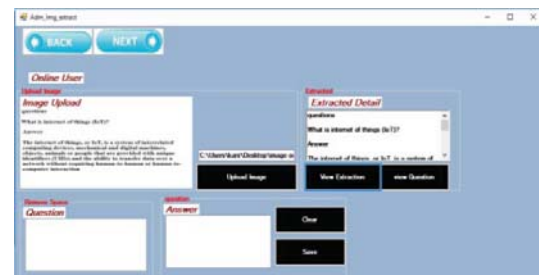 Adm_Img_extract
BACK
NEXT
Online User
Upload Image
Image Upload
questions
What is internet of things (IoT)?
Answer
The internet of things, or IoT, is a system of interrelated
computing devices, mechanical and digital machines,
objects, animals or people that are provided with unique
identifiers (UIDs) and the ability to transfer data over a
network without requiring human-to-human or human-to-
computer interaction
Upload Image
Extracted
Extracted Detail
questions
What is internet of things (IoT)?
Answer
The internet of things, or IoT, is a system of
View Extraction
view Question
Remove Space
Question
question
Answer
Clear
Save